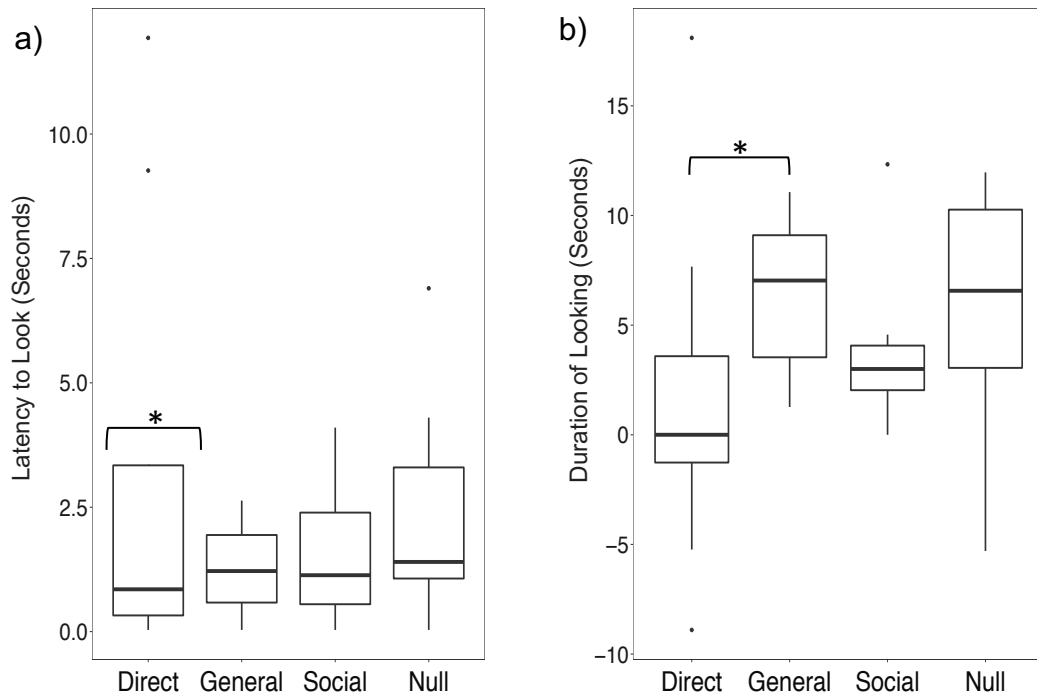 a)
Latency to Look (Seconds)
10.0
7.5
5.0
2.5
0.0
*
Direct General Social Null
b)
Duration of Looking (Seconds)
15
10
5
0
−5
−10
*
Direct General Social Null